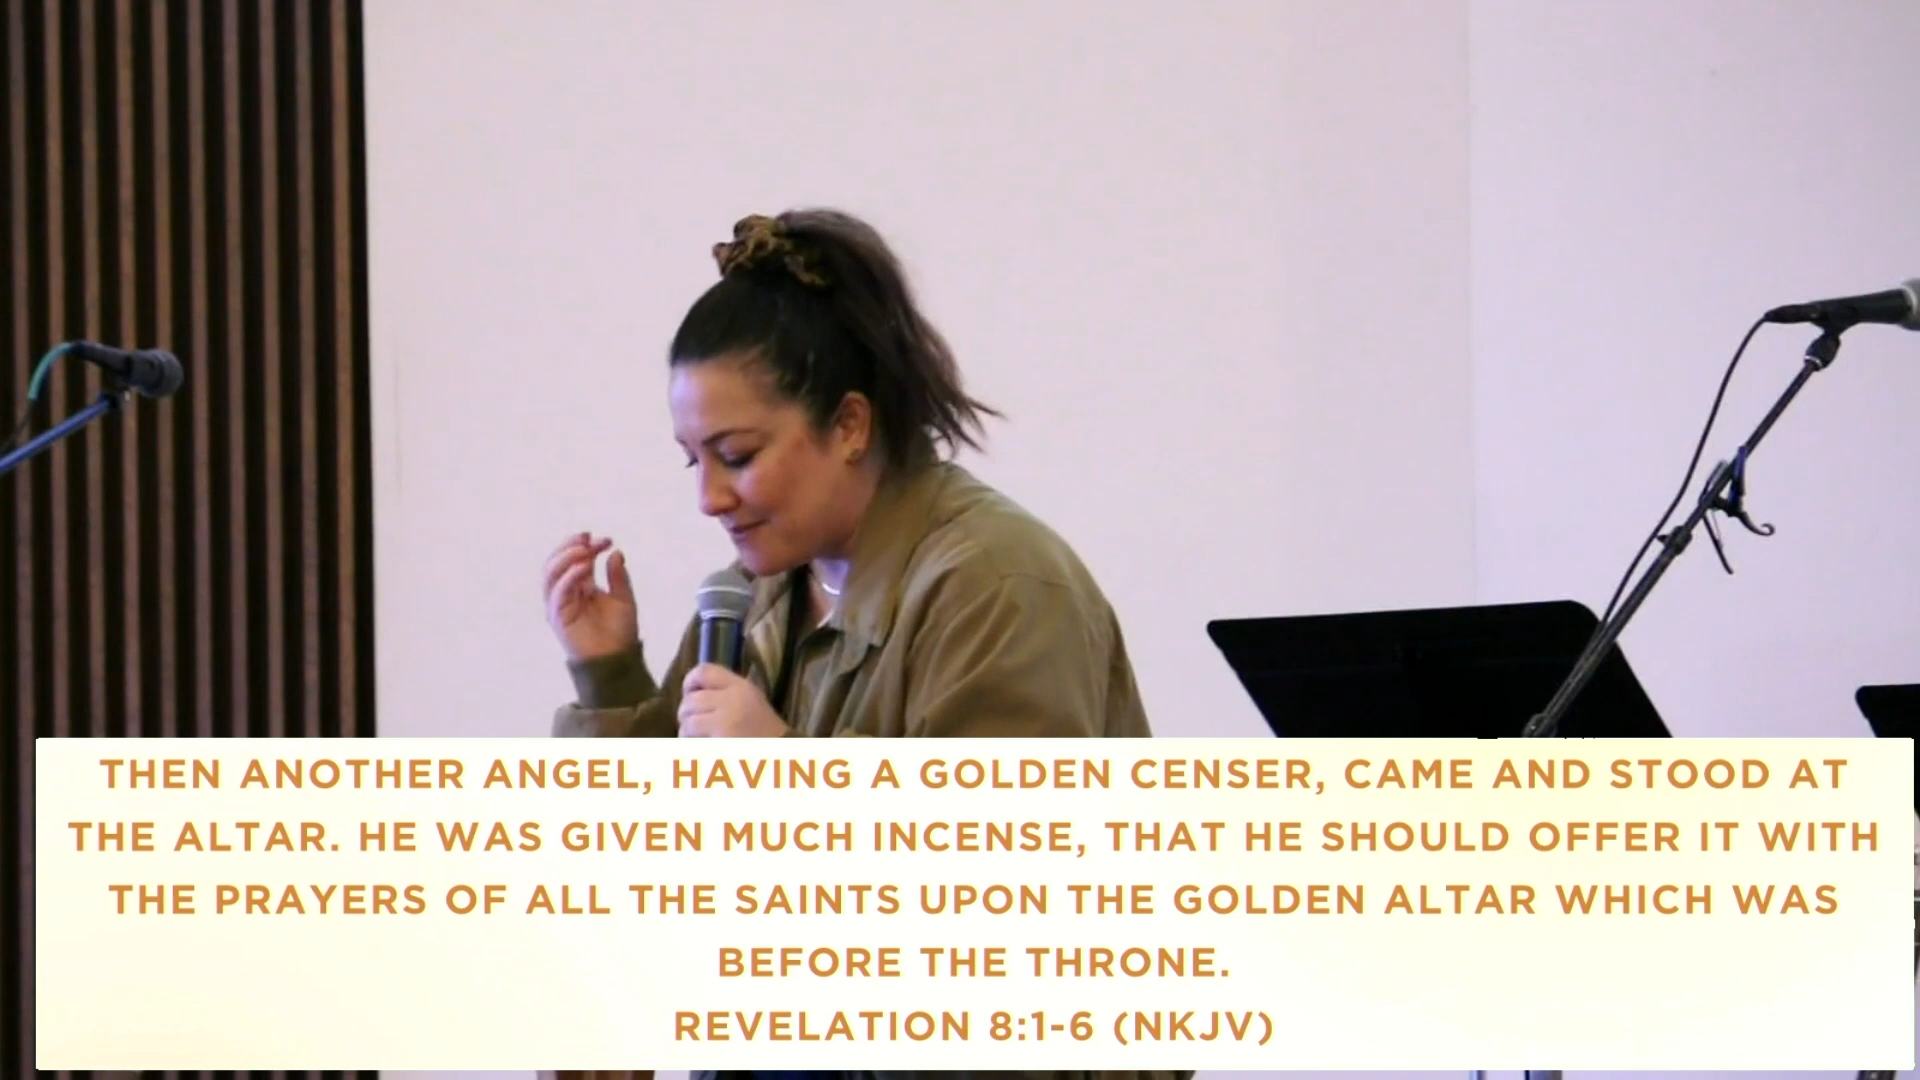 THEN ANOTHER ANGEL, HAVING A GOLDEN CENSER, CAME AND STOOD AT
THE ALTAR. HE WAS GIVEN MUCH INCENSE, THAT HE SHOULD OFFER IT WITH
THE PRAYERS OF ALL THE SAINTS UPON THE GOLDEN ALTAR WHICH WAS
BEFORE THE THRONE.
REVELATION 8:1-6 (NKJV)